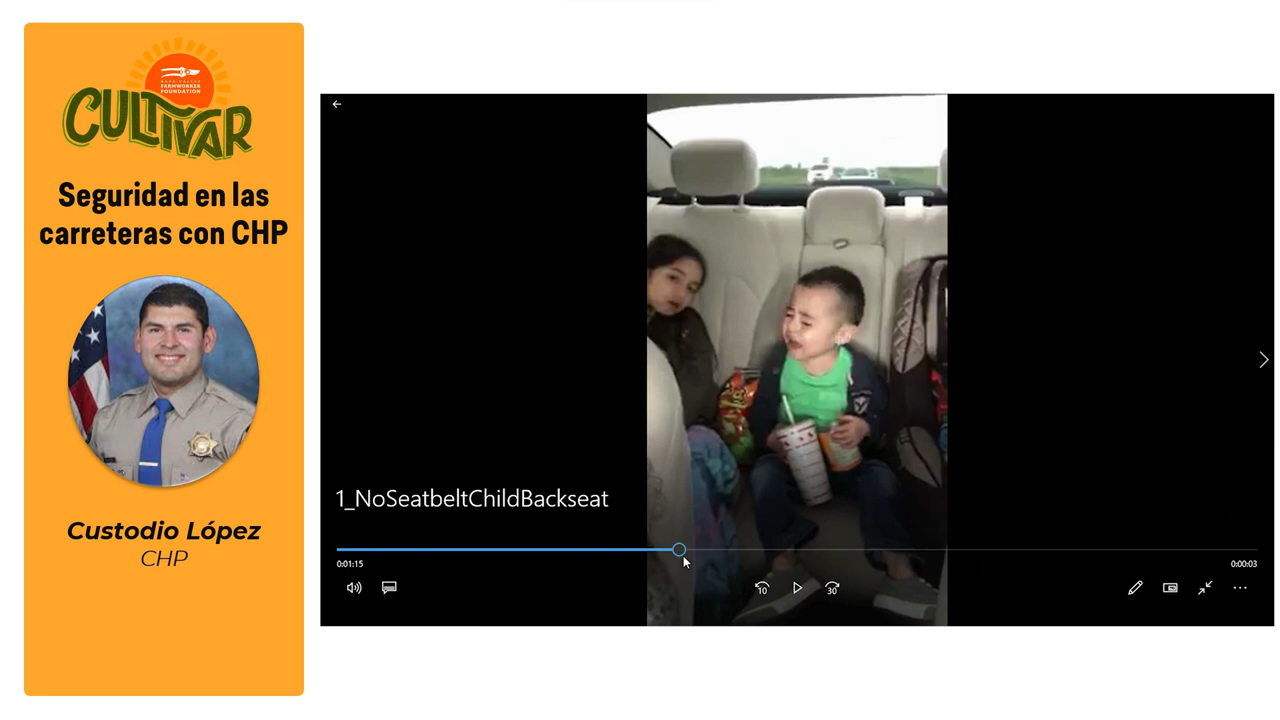 NAPA VALLEY
FARMWORKER
FOUNDATION
CULTIVAR
Seguridad en las
carreteras con CHP
Custodio López
CHP
1_NoSeatbeltChildBackseat
0:01:15
0:00:03
10
30